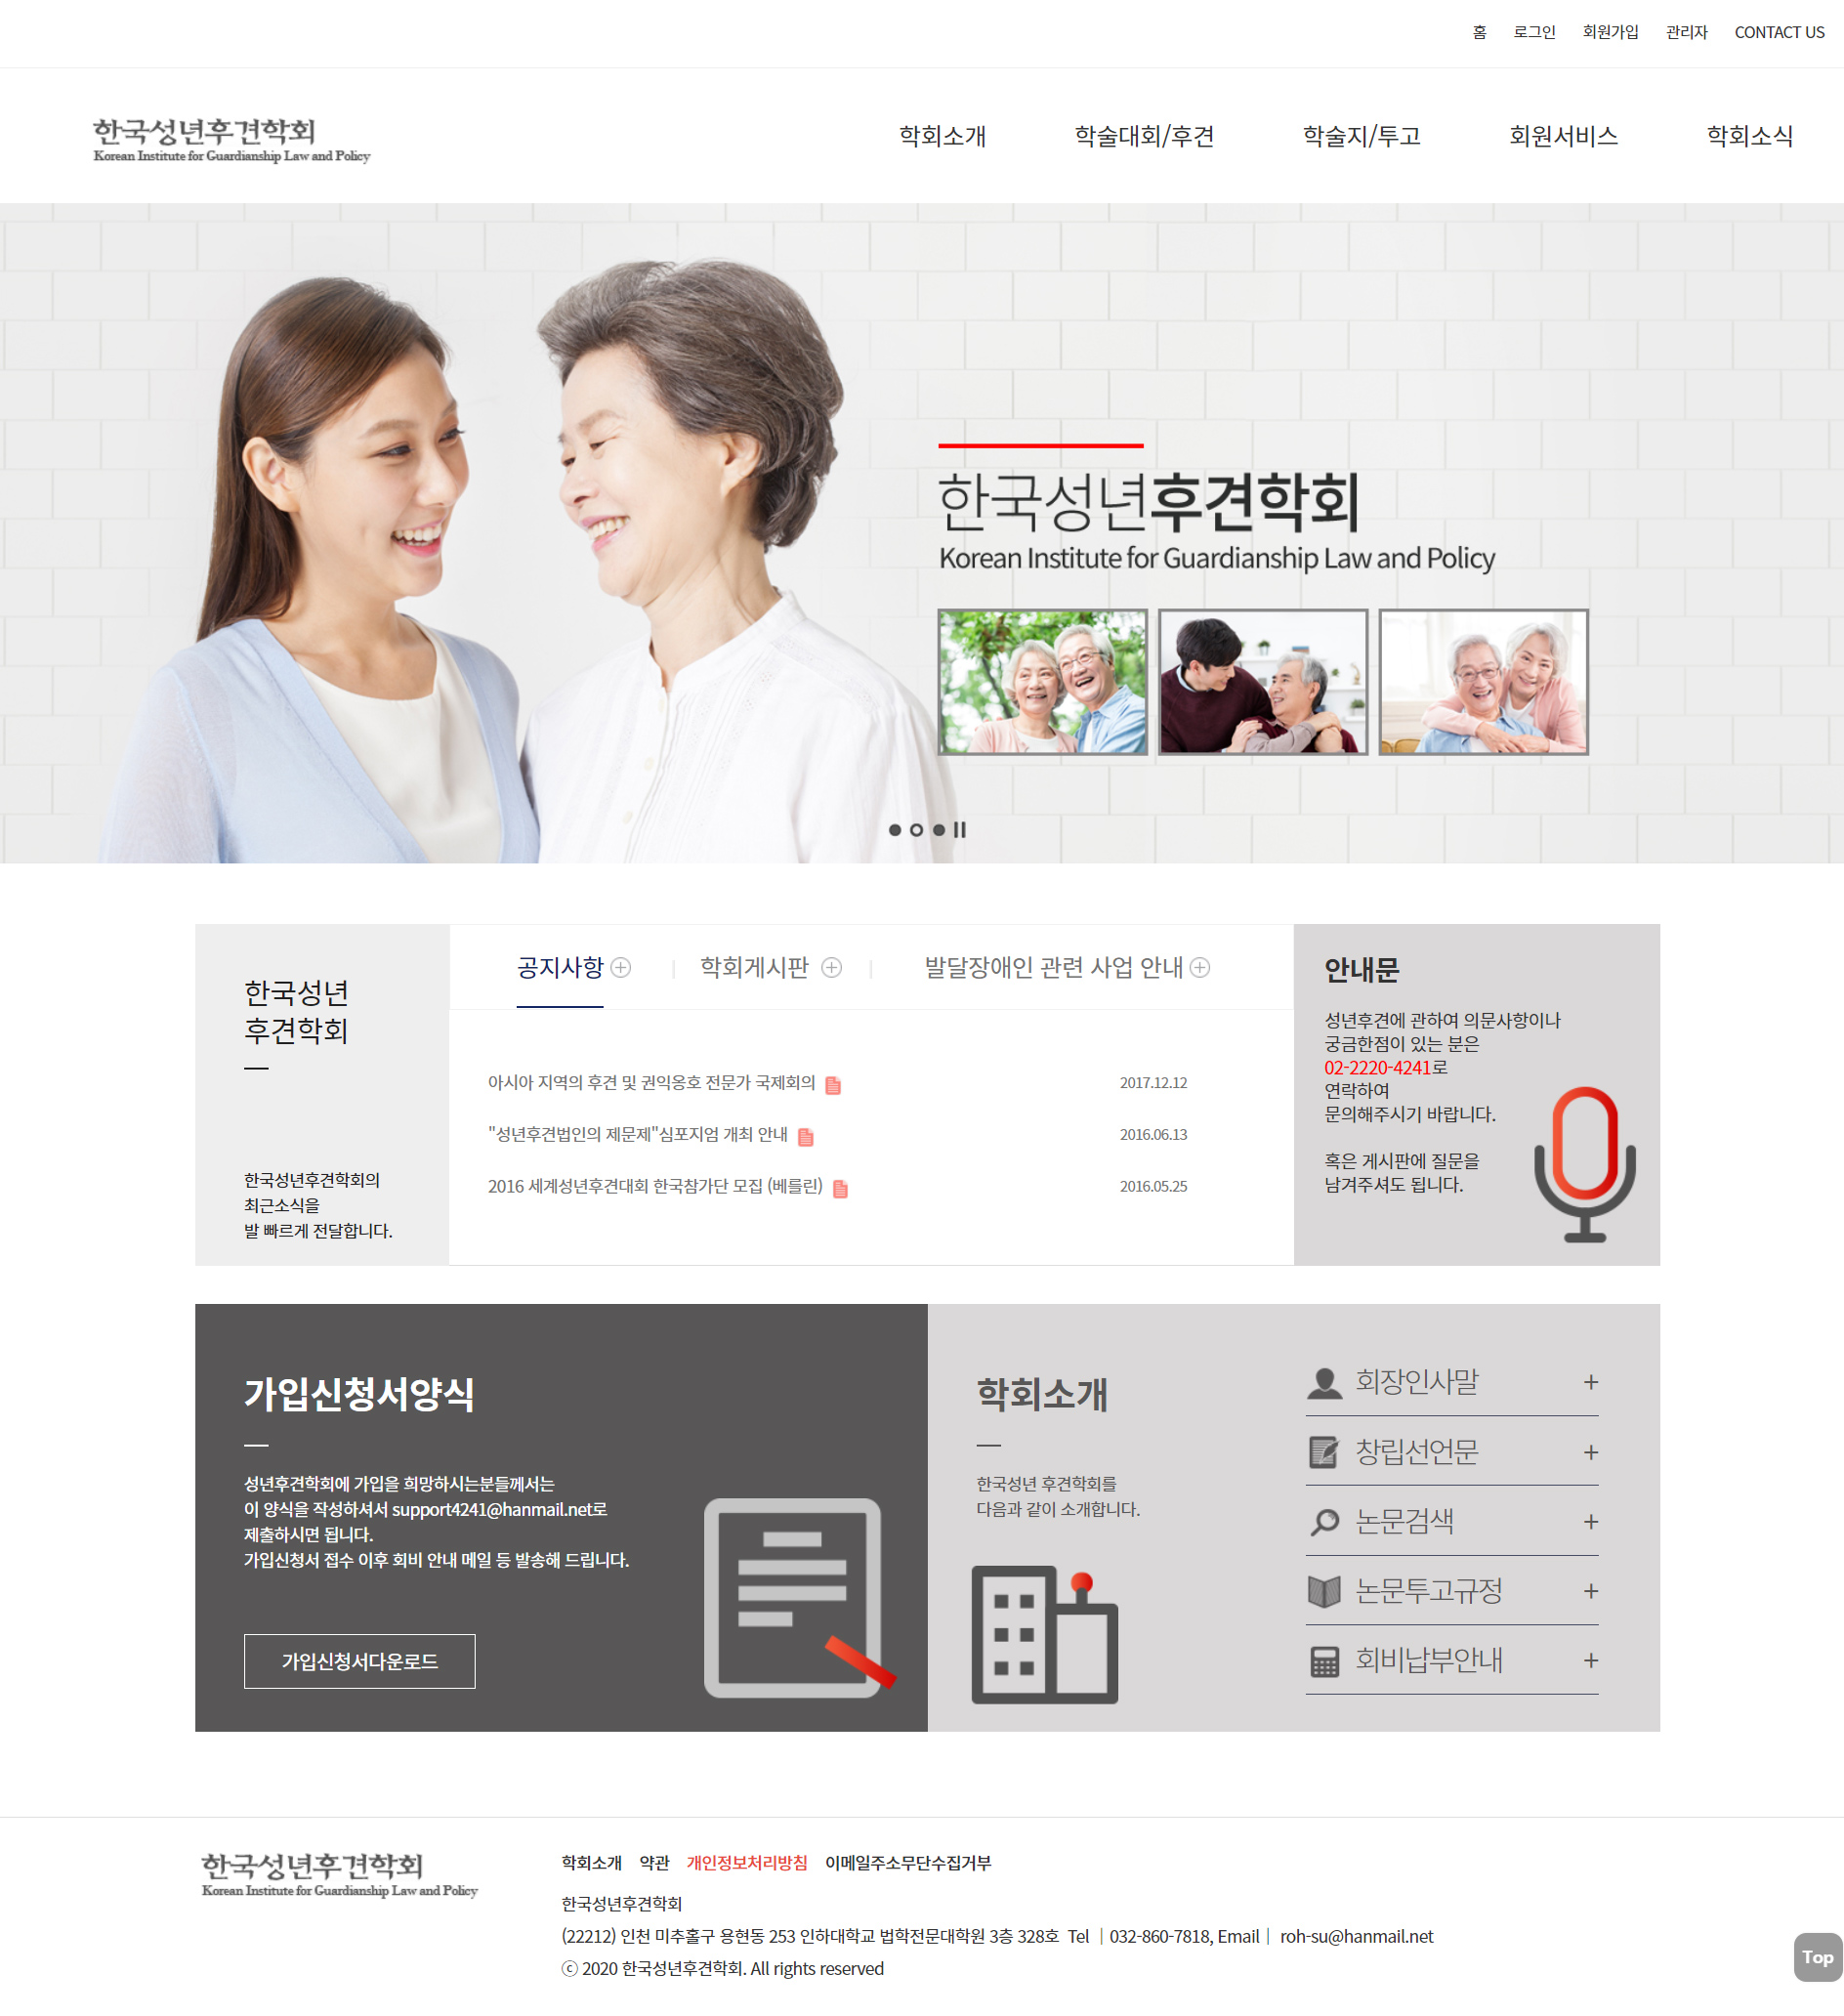 홈 로그인 회원가입 관리자 CONTACT US
한국성년후견학회
Korean Institute for Guardianship Law and Policy
학회소개 학술대회/후견 학술지/투고 회원서비스 학회소식
한국성년후견학회
Korean Institute for Guardianship Law and Policy
한국성년
후견학회
한국성년후견학회의
최근소식을
발 빠르게 전달합니다.
공지사항 학회게시판 발달장애인 관련 사업 안내
아시아 지역의 후견 및 권익옹호 전문가 국제회의 2017.12.12
"성년후견법인의 제문제"심포지엄 개최 안내 2016.06.13
2016 세계성년후견대회 한국참가단 모집 (베를린) 2016.05.25
안내문
성년후견에 관하여 의문사항이나
궁금한점이 있는 분은
02-2220-4241로
연락하여
문의해주시기 바랍니다.
혹은 게시판에 질문을
남겨주셔도 됩니다.
가입신청서양식
성년후견학회에 가입을 희망하시는분들께서는
이 양식을 작성하셔서 support4241@hanmail.net로
제출하시면 됩니다.
가입신청서 접수 이후 회비 안내 메일 등 발송해 드립니다.
가입신청서다운로드
학회소개
한국성년 후견학회를
다음과 같이 소개합니다.
회장인사말 +
창립선언문 +
논문검색 +
논문투고규정 +
회비납부안내 +
한국성년후견학회
Korean Institute for Guardianship Law and Policy
학회소개 약관 개인정보처리방침 이메일주소무단수집거부
한국성년후견학회
(22212) 인천 미추홀구 용현동 253 인하대학교 법학전문대학원 3층 328호 Tel | 032-860-7818, Email | roh-su@hanmail.net
ⓒ 2020 한국성년후견학회. All rights reserved
Top